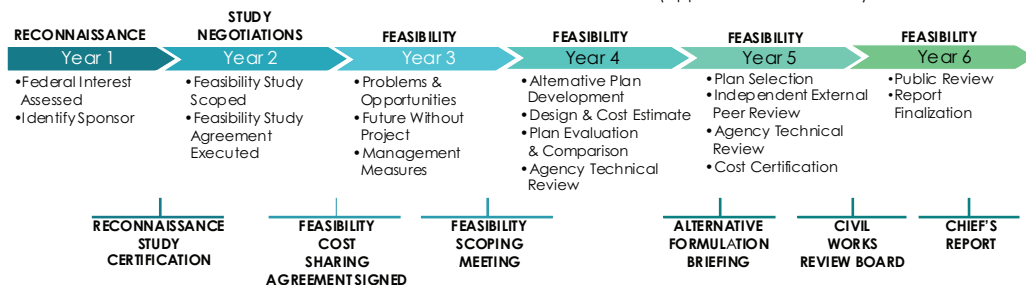 RECONNAISSANCE
Year 1
•Federal Interest
Assessed
•Identify Sponsor
STUDY
NEGOTIATIONS
Year 2
•Feasibility Study
Scoped
•Feasibility Study
Agreement
Executed
FEASIBILITY
Year 3
•Problems &
Opportunities
•Future Without
Project
•Management
Measures
FEASIBILITY
Year 4
•Alternative Plan
Development
•Design & Cost Estimate
•Plan Evaluation
& Comparison
•Agency Technical
Review
FEASIBILITY
Year 5
•Plan Selection
•Independent External
Peer Review
•Agency Technical
Review
•Cost Certification
FEASIBILITY
Year 6
•Public Review
•Report
Finalization
RECONNAISSANCE
STUDY
CERTIFICATION
FEASIBILITY
COST
SHARING
AGREEMENT SIGNED
FEASIBILITY
SCOPING
MEETING
ALTERNATIVE
FORMULATION
BRIEFING
CIVIL
WORKS
REVIEW BOARD
CHIEF'S
REPORT